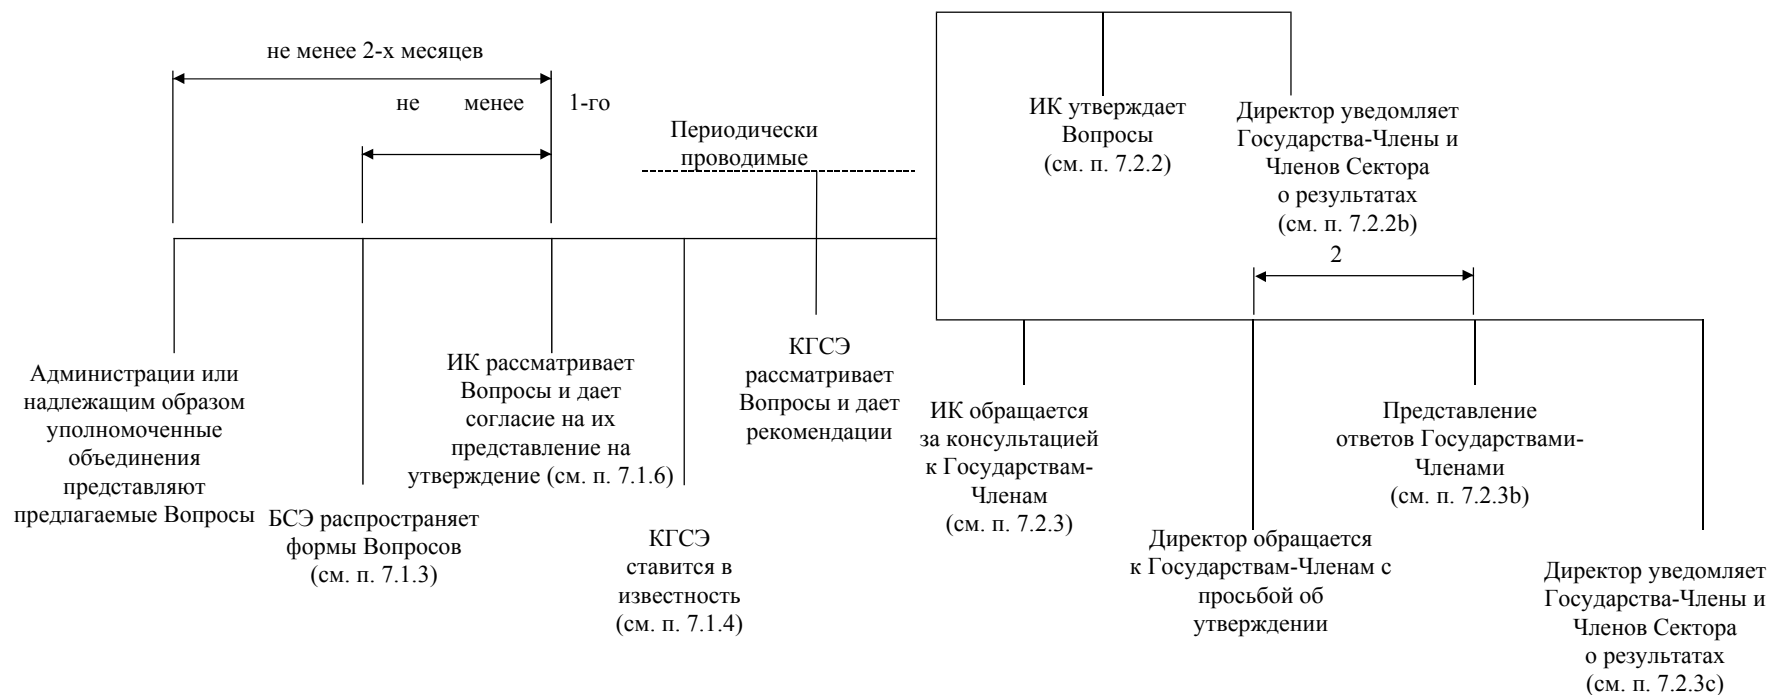 не менее 2-х месяцев
не менее 1-го
Периодически
проводимые
ИК утверждает
Вопросы
(см. п. 7.2.2)
Директор уведомляет
Государства-Члены и
Членов Сектора
о результатах
(см. п. 7.2.2b)
2
Администрации или
надлежащим образом
уполномоченные
объединения
представляют
предлагаемые Вопросы
БСЭ распространяет
формы Вопросов
(см. п. 7.1.3)
ИК рассматривает
Вопросы и дает
согласие на их
представление на
утверждение (см. п. 7.1.6)
КГСЭ
ставится в
известность
(см. п. 7.1.4)
КГСЭ
рассматривает
Вопросы и дает
рекомендации
ИК обращается
за консультацией
к Государствам-
Членам
(см. п. 7.2.3)
Директор обращается
к Государствам-Членам с
просьбой об
утверждении
Представление
ответов Государствами-
Членами
(см. п. 7.2.3b)
Директор уведомляет
Государства-Члены и
Членов Сектора
о результатах
(см. п. 7.2.3c)